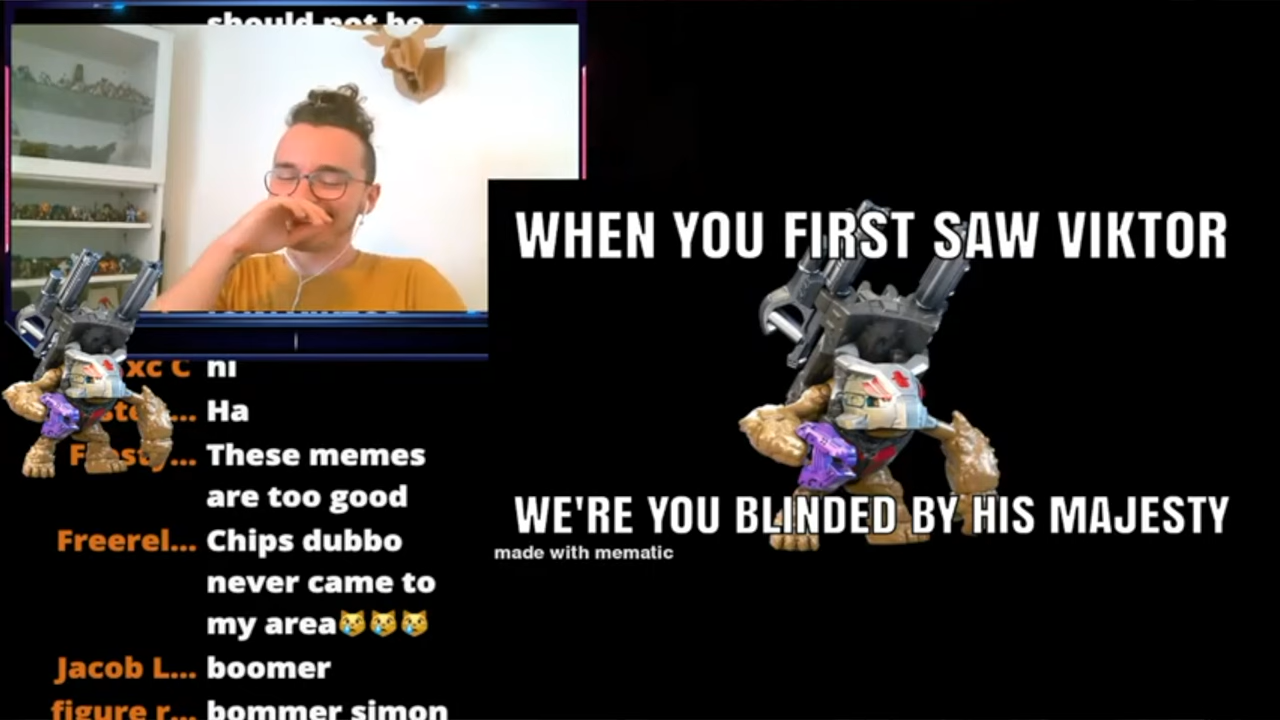 should not be
WHEN YOU FIRST SAW VIKTOR
WE'RE YOU BLINDED BY HIS MAJESTY
made with mematic
xc C hi
Ha
These memes
are too good
Freerel... Chips dubbo
never came to
my area😿😿😿
Jacob L... boomer
figure r... bommer simon